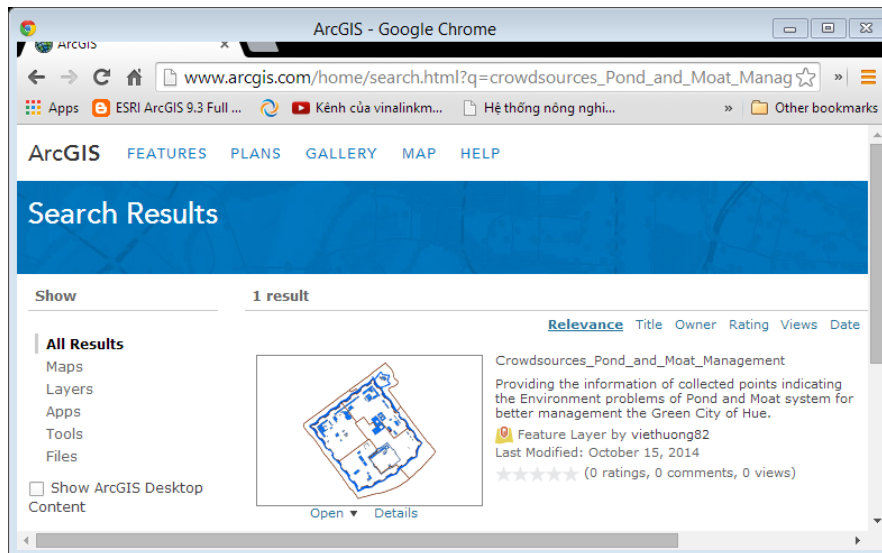 ArcGIS - Google Chrome
ArcGIS
www.arcgis.com/home/search.html?q=crowdsources_Pond_and_Moat_Manag
Apps ESRI ArcGIS 9.3 Full ... Kênh của vinalinkm... Hệ thống nông nghi... » Other bookmarks
ArcGIS FEATURES PLANS GALLERY MAP HELP
Search Results
Show
1 result
Relevance Title Owner Rating Views Date
All Results
Maps
Layers
Apps
Tools
Files
Show ArcGIS Desktop
Content
Open ▼ Details
Crowdsources_Pond_and_Moat_Management
Providing the information of collected points indicating
the Environment problems of Pond and Moat system for
better management the Green City of Hue.
Feature Layer by viethuong82
Last Modified: October 15, 2014
(0 ratings, 0 comments, 0 views)